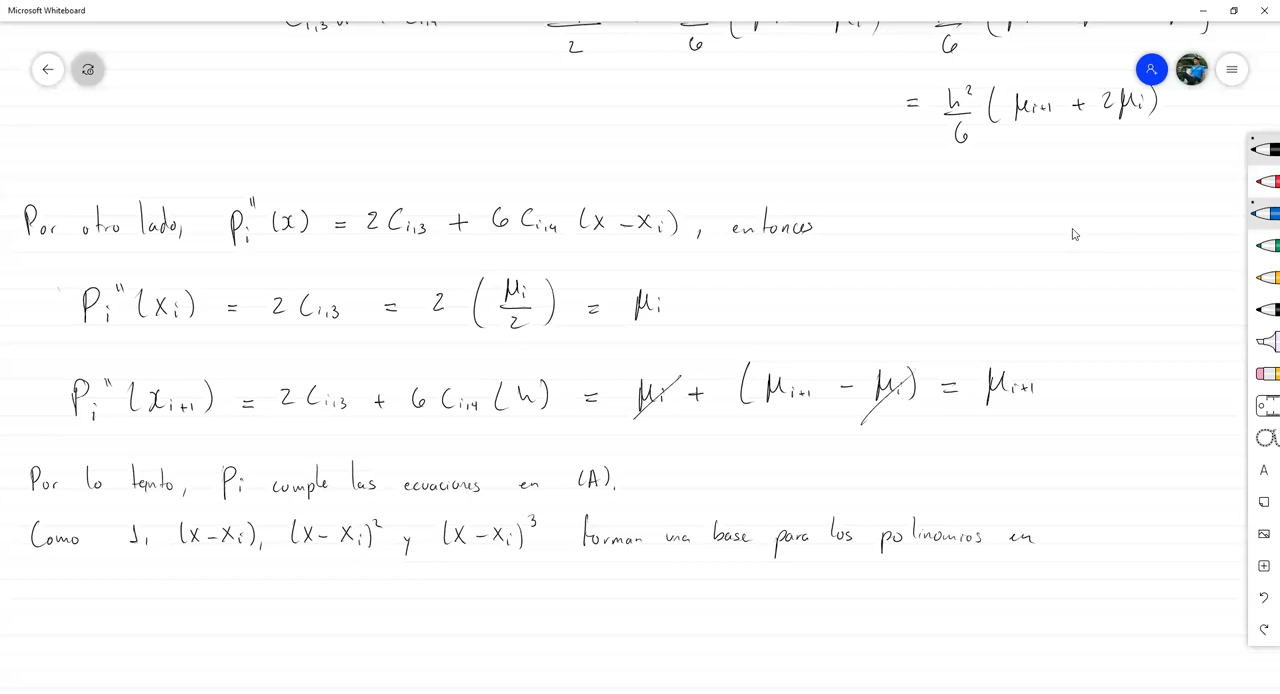 Microsoft Whiteboard
= h²/6 ( μi+1 + 2μi )
Por otro lado, Pi''(x) = 2Ci,3 + 6Ci,4 (x - xi), entonces
Pi''(xi) = 2Ci,3 = 2 (μi/2) = μi
Pi''(xi+1) = 2Ci,3 + 6Ci,4 (h) = μi + (μi+1 - μi) = μi+1
Por lo tanto, Pi cumple las ecuaciones en (A).
Como 1, (x-xi), (x-xi)² y (x-xi)³ forman una base para los polinomios en